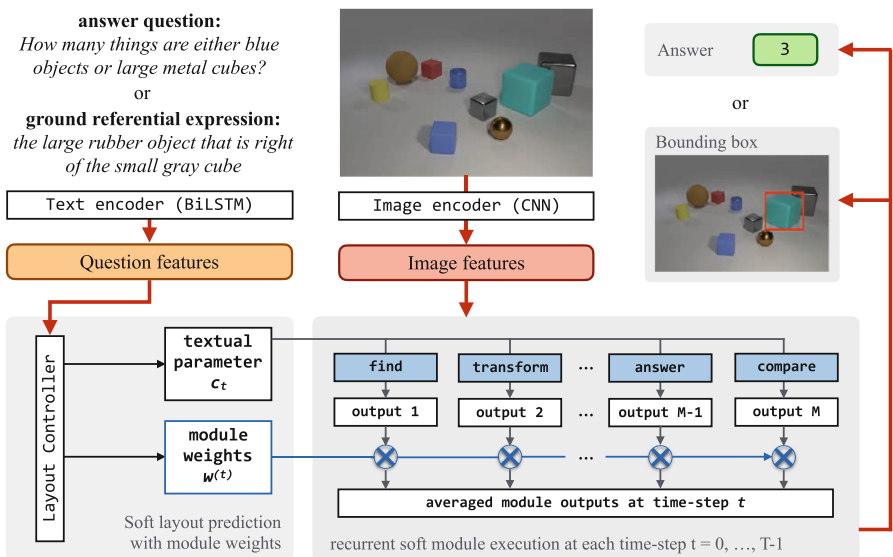 answer question:
How many things are either blue
objects or large metal cubes?
or
ground referential expression:
the large rubber object that is right
of the small gray cube
Text encoder (BiLSTM)
Question features
Image encoder (CNN)
Image features
Answer
3
or
Bounding box
Layout Controller
textual
parameter
c_t
module
weights
w^(t)
Soft layout prediction
with module weights
find
transform
...
answer
compare
output 1
output 2
...
output M-1
output M
...
averaged module outputs at time-step t
recurrent soft module execution at each time-step t = 0, …, T-1